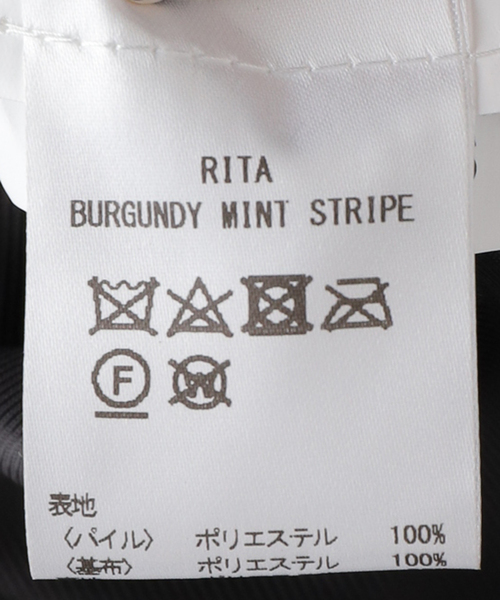 RITA
BURGUNDY MINT STRIPE
F
W
表地
〈パイル〉 ポリエステル 100%
〈基布〉 ポリエステル 100%